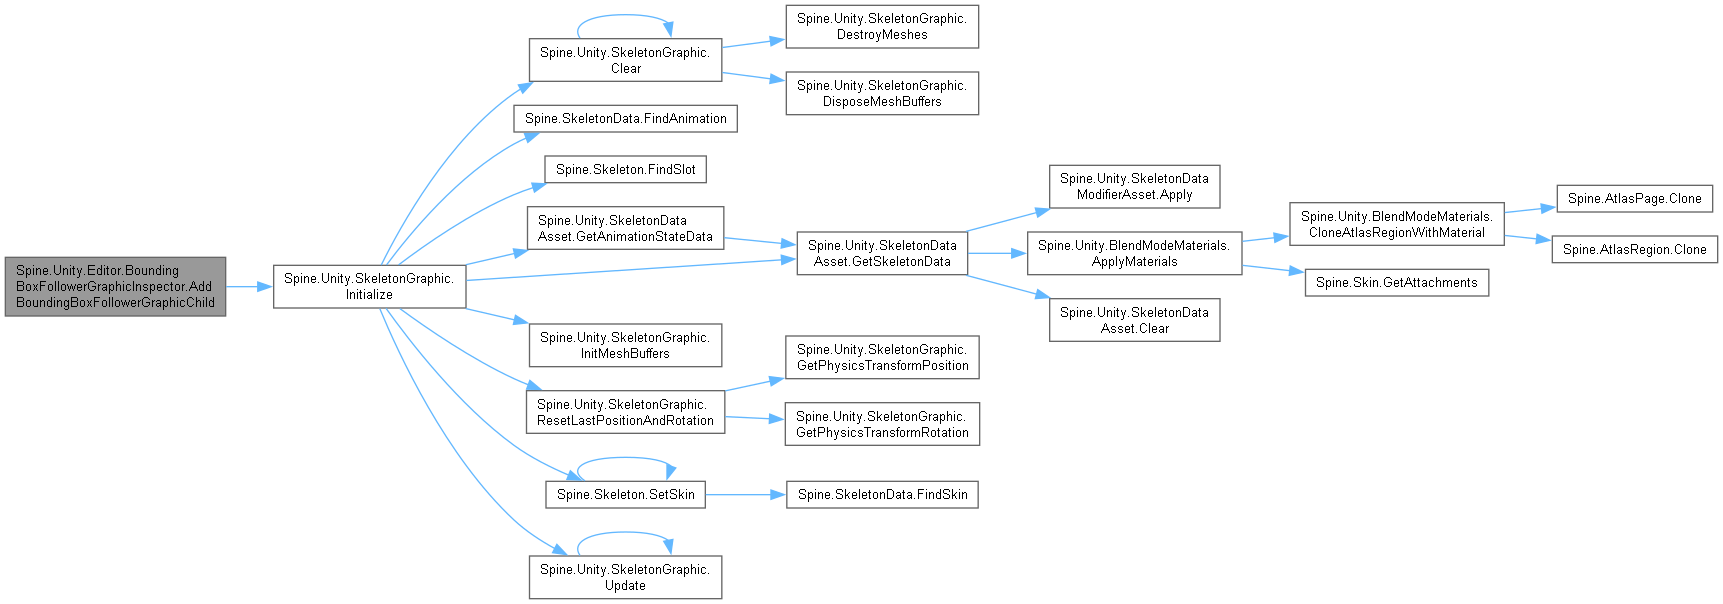 Spine.Unity.Editor.Bounding
BoxFollowerGraphicInspector.Add
BoundingBoxFollowerGraphicChild
Spine.Unity.SkeletonGraphic.
Initialize
Spine.Unity.SkeletonGraphic.
Clear
Spine.SkeletonData.FindAnimation
Spine.Skeleton.FindSlot
Spine.Unity.SkeletonData
Asset.GetAnimationStateData
Spine.Unity.SkeletonGraphic.
InitMeshBuffers
Spine.Unity.SkeletonGraphic.
ResetLastPositionAndRotation
Spine.Skeleton.SetSkin
Spine.Unity.SkeletonGraphic.
Update
Spine.Unity.SkeletonGraphic.
DestroyMeshes
Spine.Unity.SkeletonGraphic.
DisposeMeshBuffers
Spine.Unity.SkeletonData
Asset.GetSkeletonData
Spine.Unity.SkeletonGraphic.
GetPhysicsTransformPosition
Spine.Unity.SkeletonGraphic.
GetPhysicsTransformRotation
Spine.SkeletonData.FindSkin
Spine.Unity.SkeletonData
ModifierAsset.Apply
Spine.Unity.BlendModeMaterials.
ApplyMaterials
Spine.Unity.SkeletonData
Asset.Clear
Spine.Unity.BlendModeMaterials.
CloneAtlasRegionWithMaterial
Spine.Skin.GetAttachments
Spine.AtlasPage.Clone
Spine.AtlasRegion.Clone